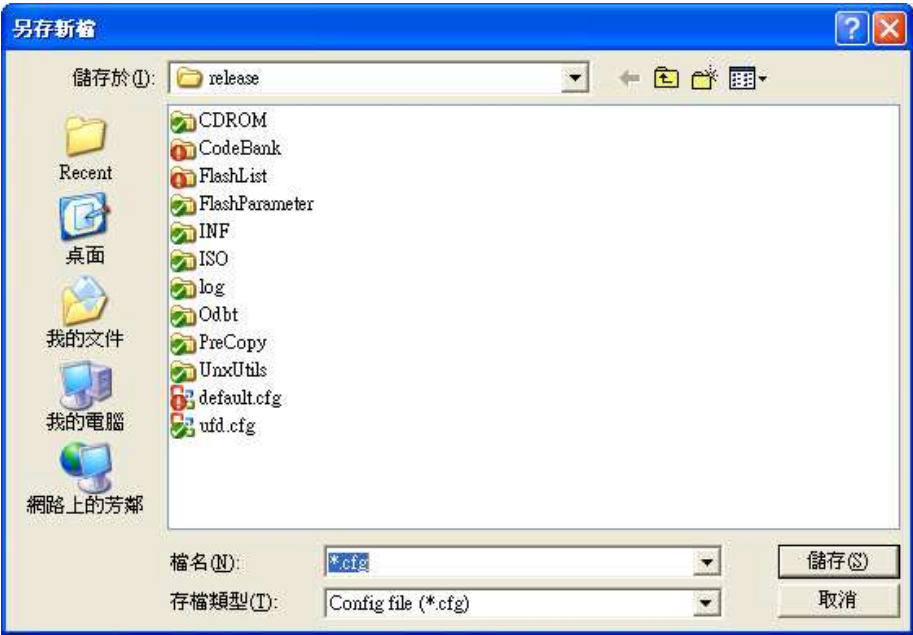 另存新檔
儲存於(I):
release
Recent
桌面
我的文件
我的電腦
網路上的芳鄰
CDROM
CodeBank
FlashList
FlashParameter
INF
ISO
log
Odbt
PreCopy
UnxUtils
default.cfg
ufd.cfg
檔名(N):
*.cfg
儲存(S)
存檔類型(T):
Config file (*.cfg)
取消